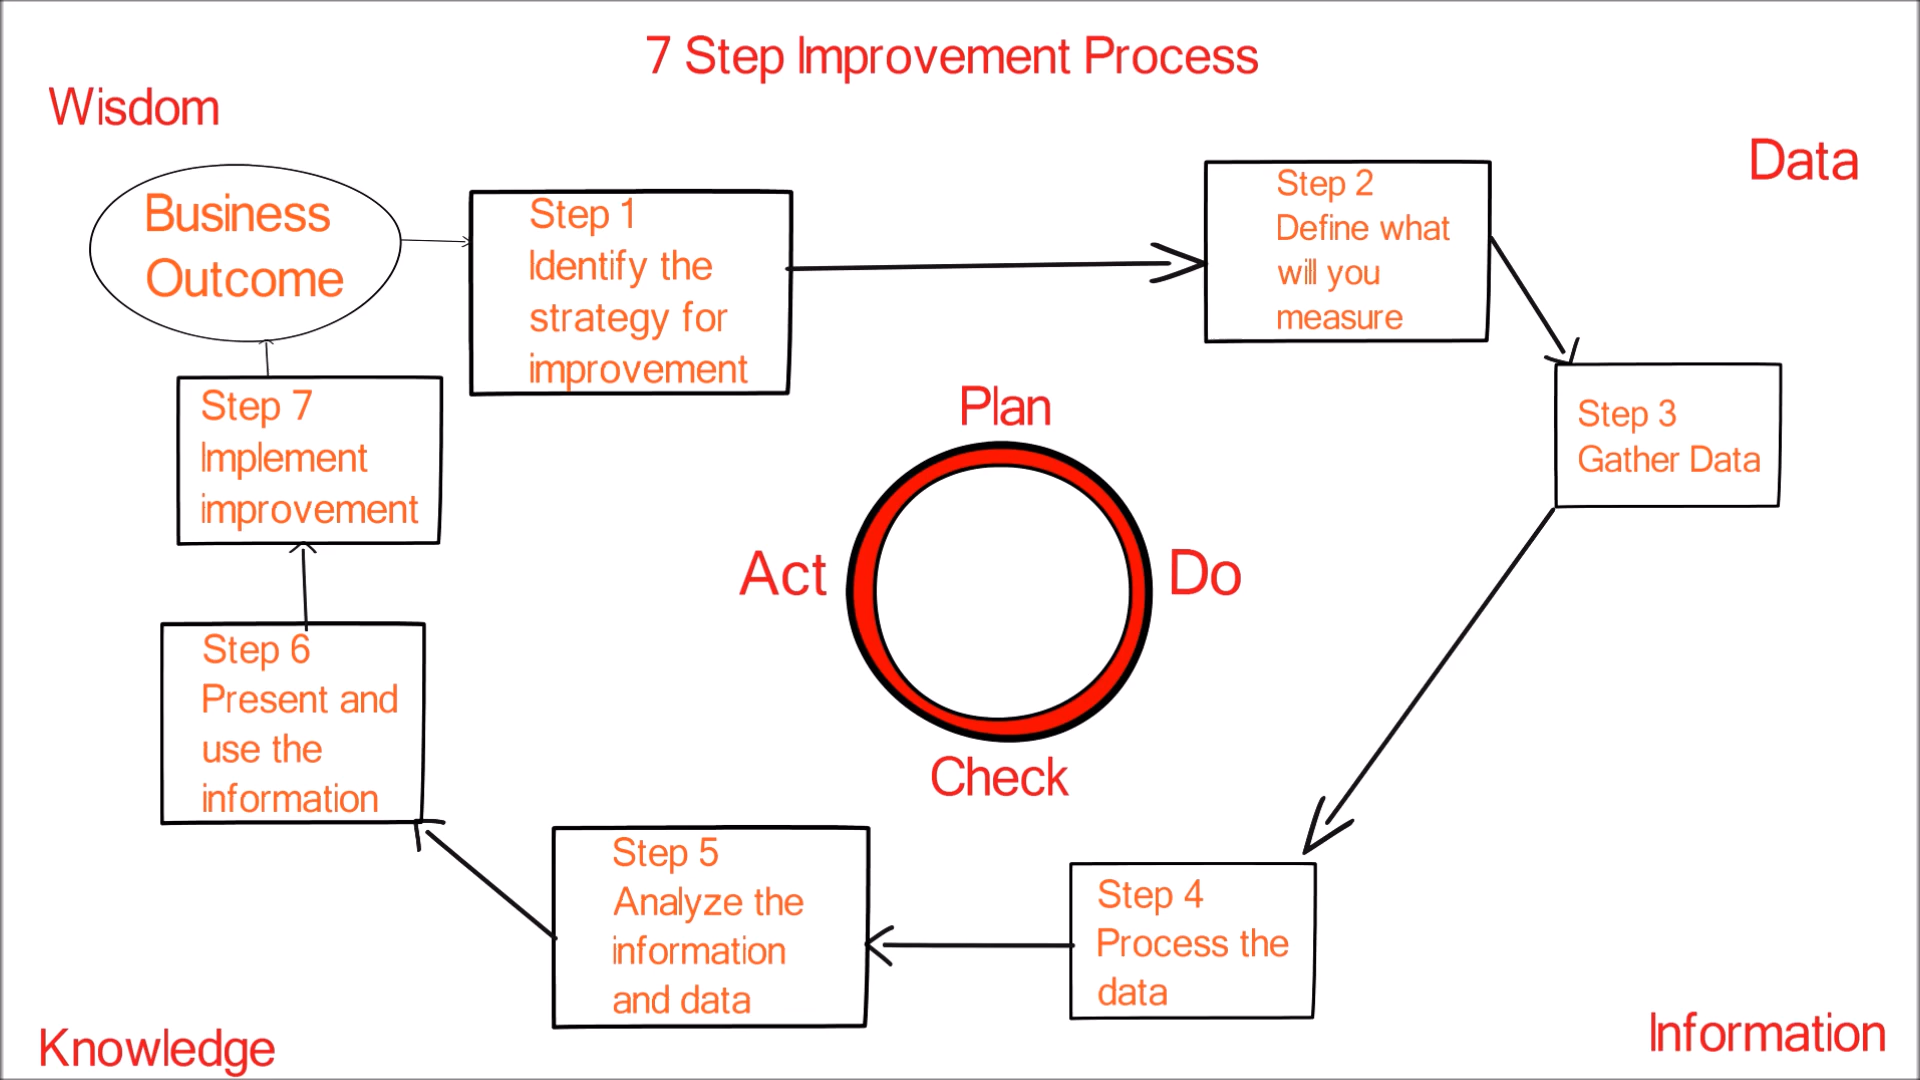 7 Step Improvement Process
Wisdom
Data
Business
Outcome
Step 1
Identify the
strategy for
improvement
Step 2
Define what
will you
measure
Step 3
Gather Data
Step 4
Process the
data
Step 5
Analyze the
information
and data
Step 6
Present and
use the
information
Step 7
Implement
improvement
Plan
Do
Check
Act
Knowledge
Information